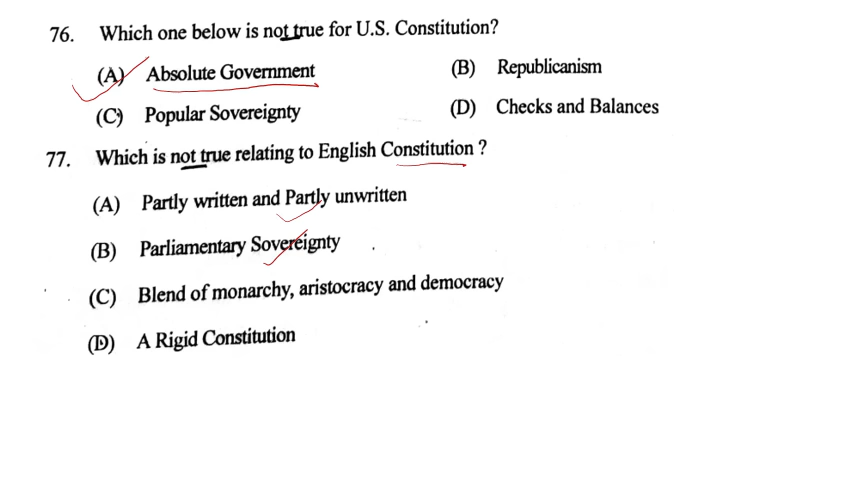 76. Which one below is not true for U.S. Constitution?
(A) Absolute Government (B) Republicanism
(C) Popular Sovereignty (D) Checks and Balances
77. Which is not true relating to English Constitution ?
(A) Partly written and Partly unwritten
(B) Parliamentary Sovereignty
(C) Blend of monarchy, aristocracy and democracy
(D) A Rigid Constitution